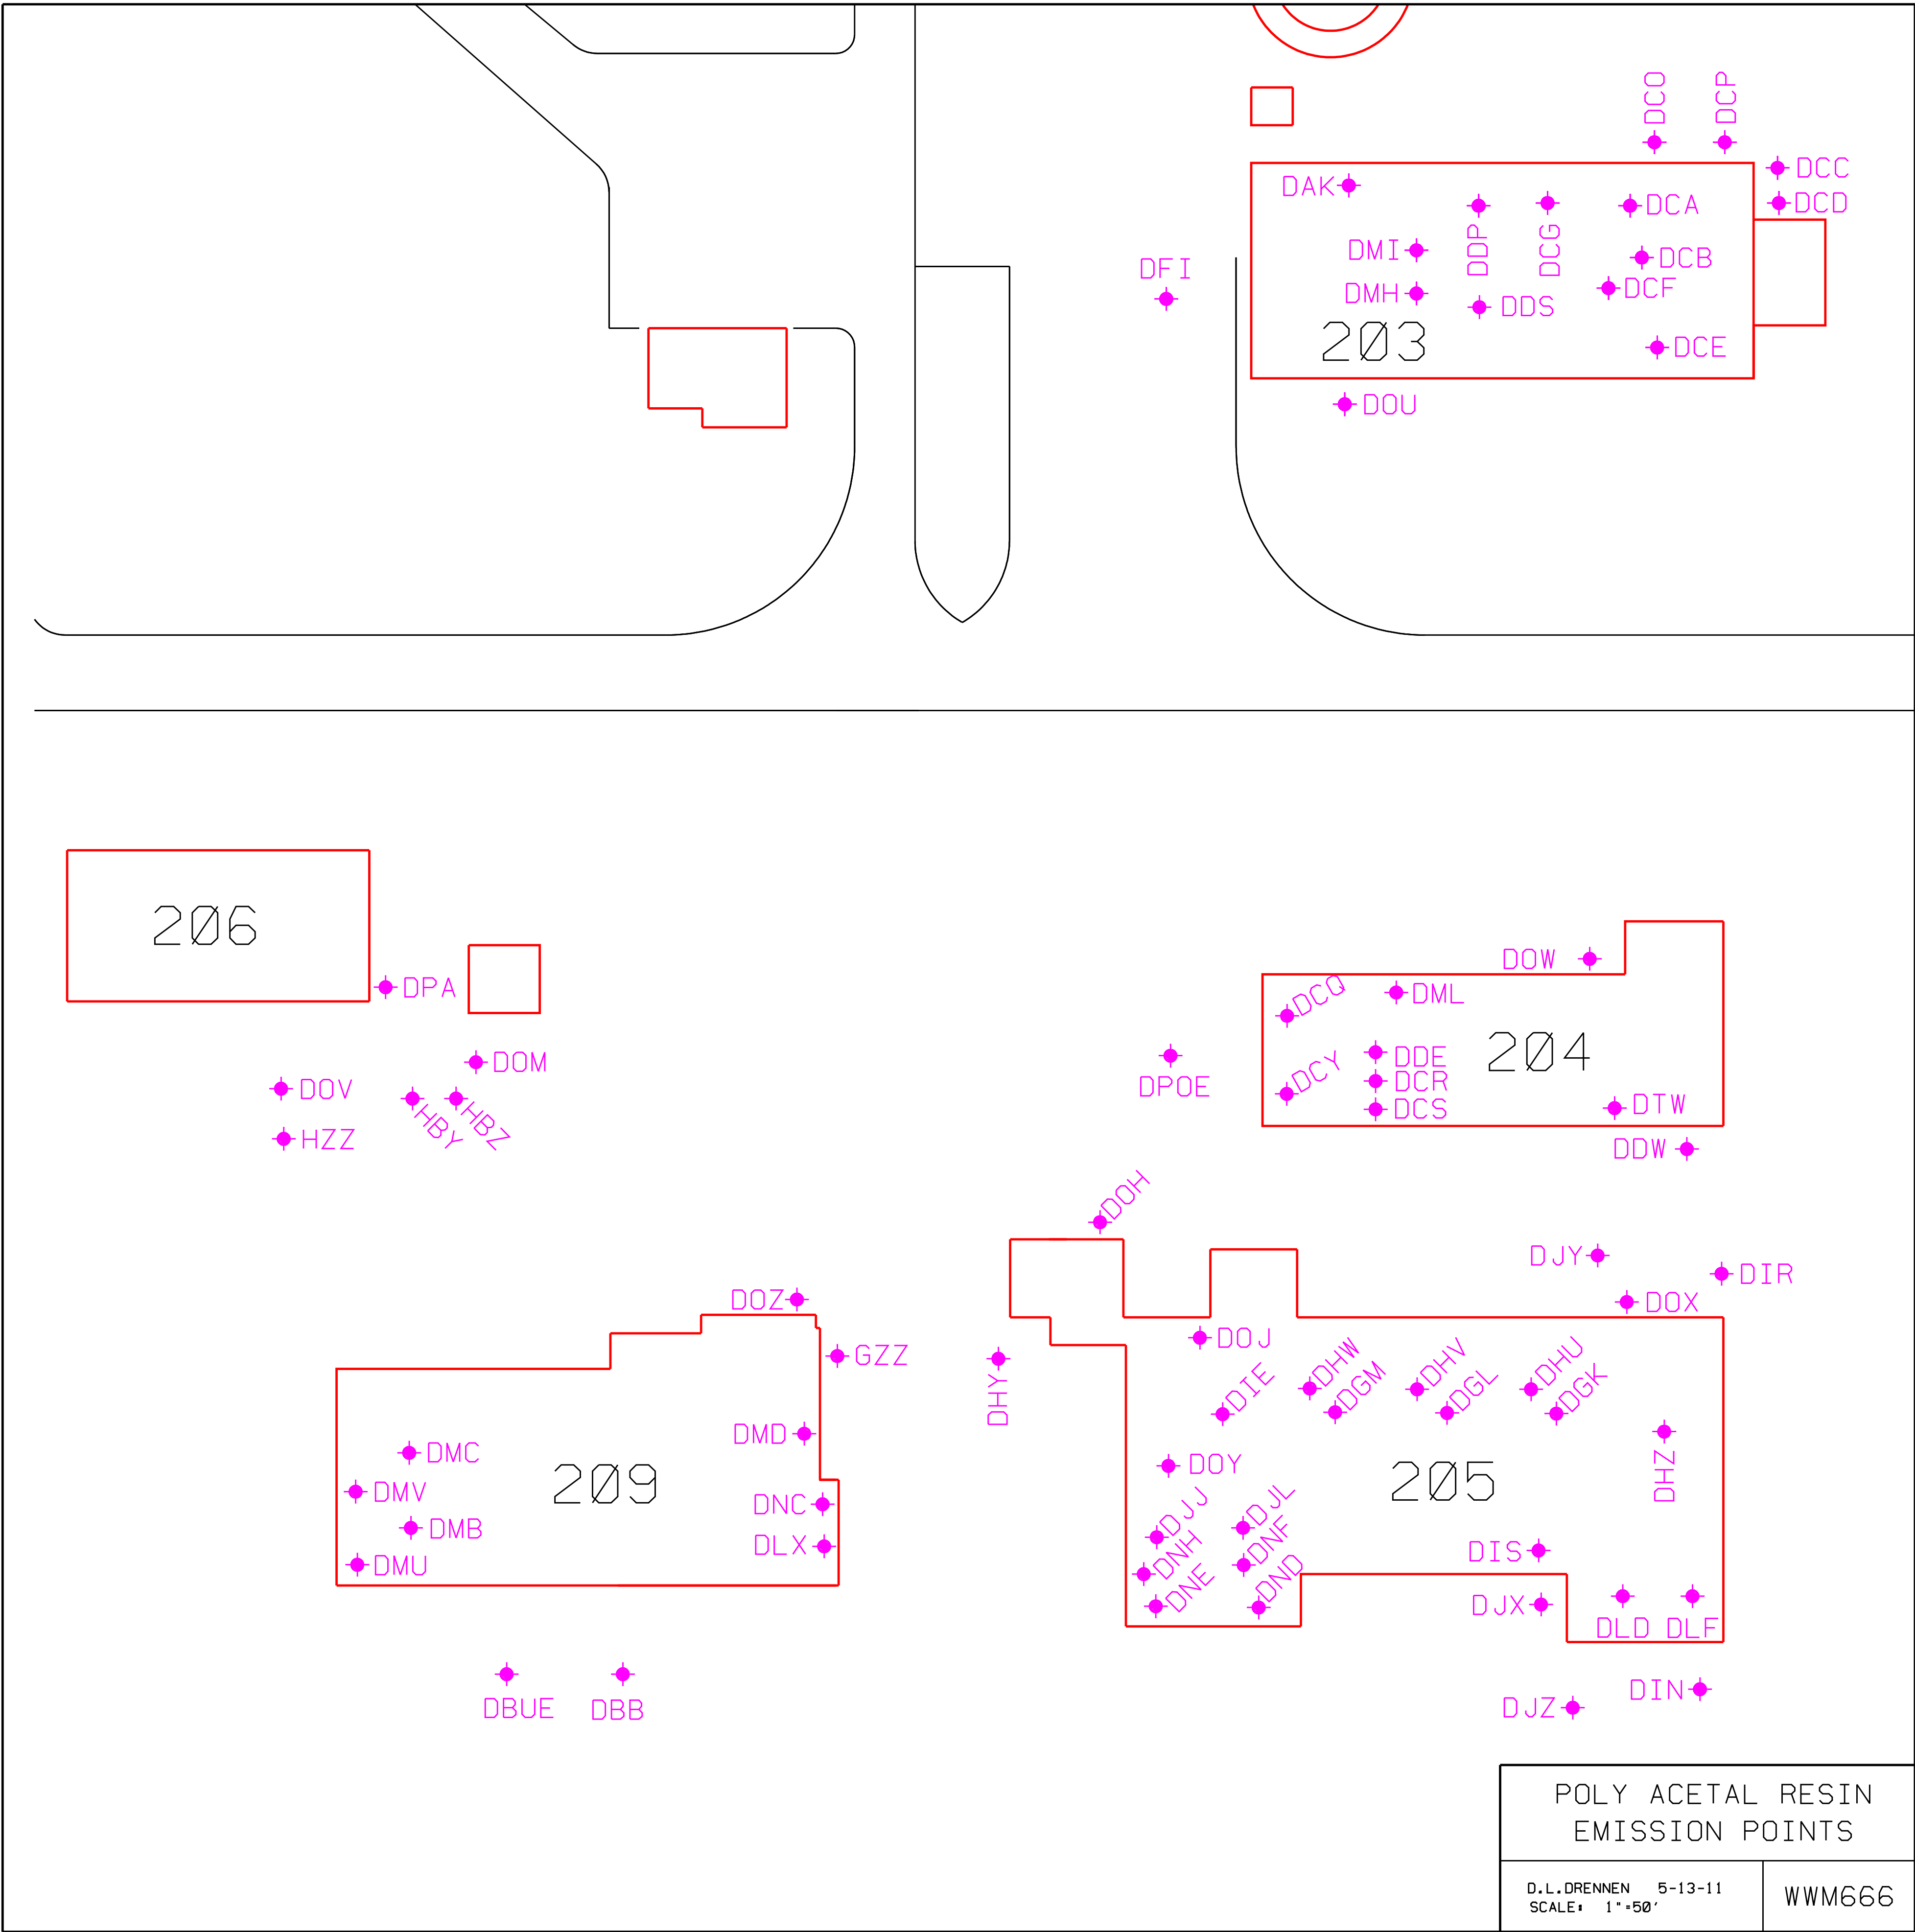 DCO
DCP
DCC
DAK
DCD
DCA
DDP
DCG
DMI
DCB
DFI
DCF
DMH
DDS
203
DCE
DOU
206
DPA
DOW
DCQ
DML
204
DOM
DDE
DPOE
DCY
DCR
DOV
DCS
DTW
HBY
HBZ
HZZ
DDW
DOH
DJY
DIR
DOZ
DOX
DOJ
GZZ
DHY
DIE
DHW
DGM
DHV
DGL
DHU
DGK
DMD
DMC
DOY
209
205
DHZ
DMV
DNC
DJJ
DJL
DMB
DLX
DNH
DNF
DIS
DMU
DNE
DND
DJX
DLD
DLF
DBUE
DBB
DIN
DJZ
POLY ACETAL RESIN
EMISSION POINTS
D.L.DRENNEN 5-13-11
SCALE: 1"=50'
WWM666